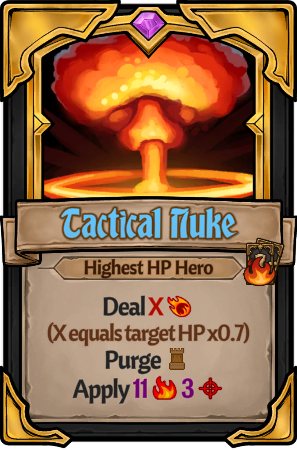 Tactical Nuke
Highest HP Hero
Deal X
(X equals target HP x0.7)
Purge
Apply 11 3